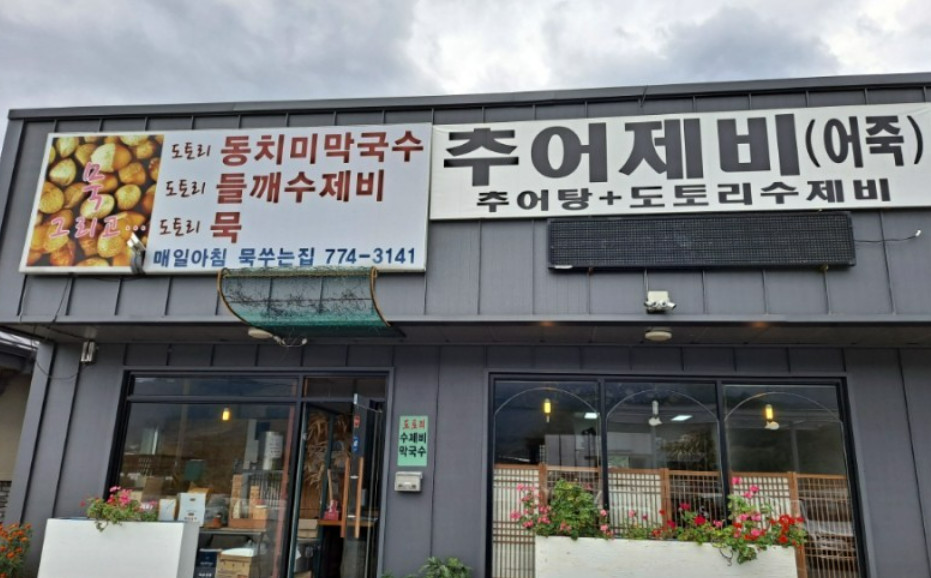 묵
그리고...
도토리 동치미막국수
도토리 들깨수제비
도토리 묵
매일아침 묵쑤는집 774-3141
추어제비(어죽)
추어탕+도토리수제비
도토리
수제비
막국수